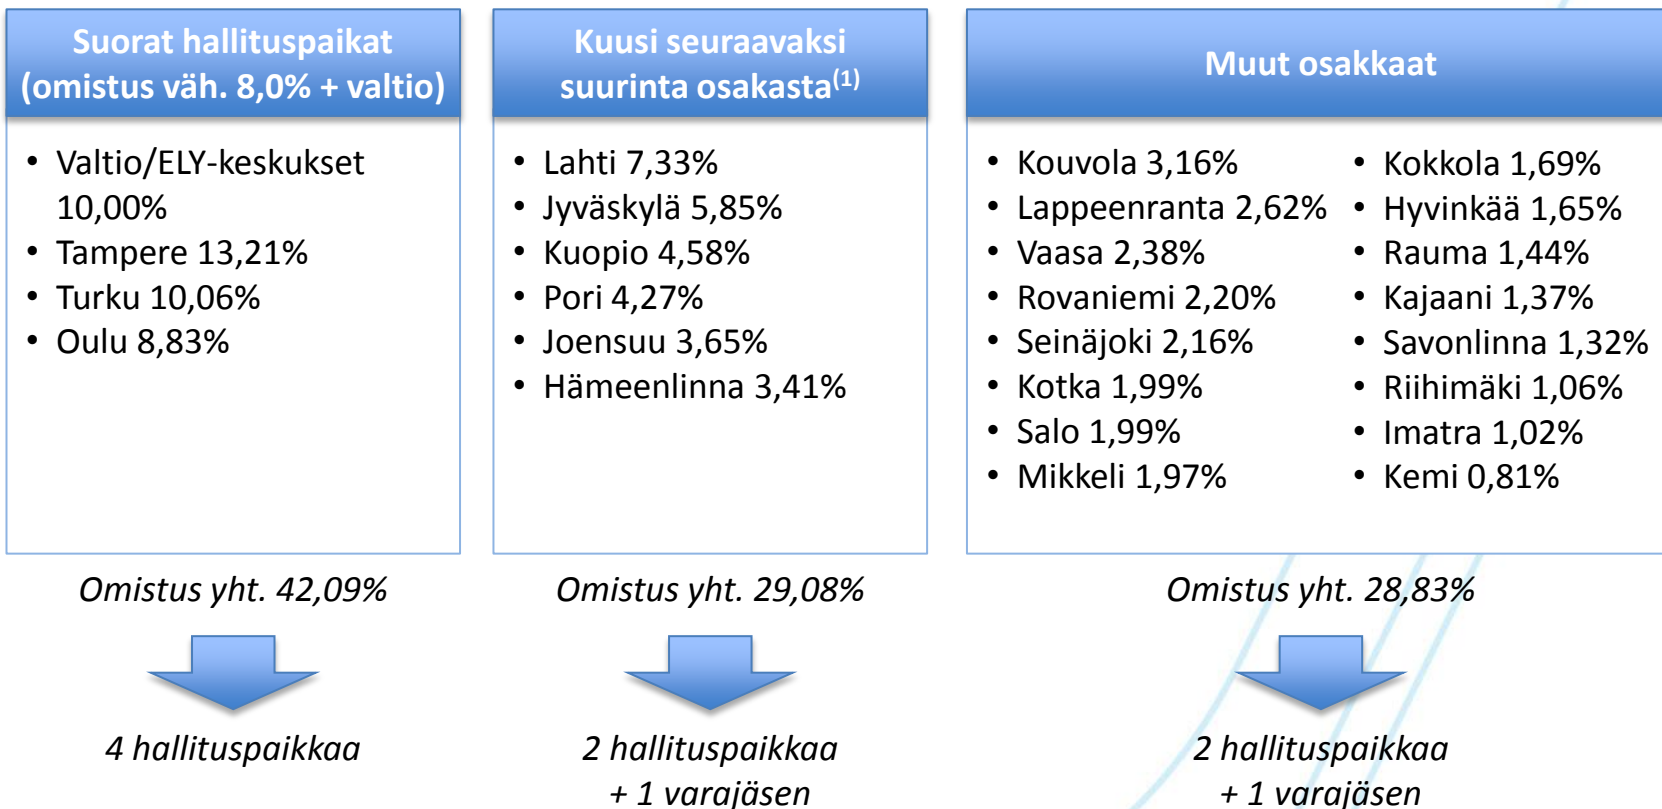 Suorat hallituspaikat
(omistus väh. 8,0% + valtio)
• Valtio/ELY-keskukset
10,00%
• Tampere 13,21%
• Turku 10,06%
• Oulu 8,83%
Omistus yht. 42,09%
4 hallituspaikkaa
Kuusi seuraavaksi
suurinta osakasta(1)
• Lahti 7,33%
• Jyväskylä 5,85%
• Kuopio 4,58%
• Pori 4,27%
• Joensuu 3,65%
• Hämeenlinna 3,41%
Omistus yht. 29,08%
2 hallituspaikkaa
+ 1 varajäsen
Muut osakkaat
• Kouvola 3,16%
• Lappeenranta 2,62%
• Vaasa 2,38%
• Rovaniemi 2,20%
• Seinäjoki 2,16%
• Kotka 1,99%
• Salo 1,99%
• Mikkeli 1,97%
• Kokkola 1,69%
• Hyvinkää 1,65%
• Rauma 1,44%
• Kajaani 1,37%
• Savonlinna 1,32%
• Riihimäki 1,06%
• Imatra 1,02%
• Kemi 0,81%
Omistus yht. 28,83%
2 hallituspaikkaa
+ 1 varajäsen